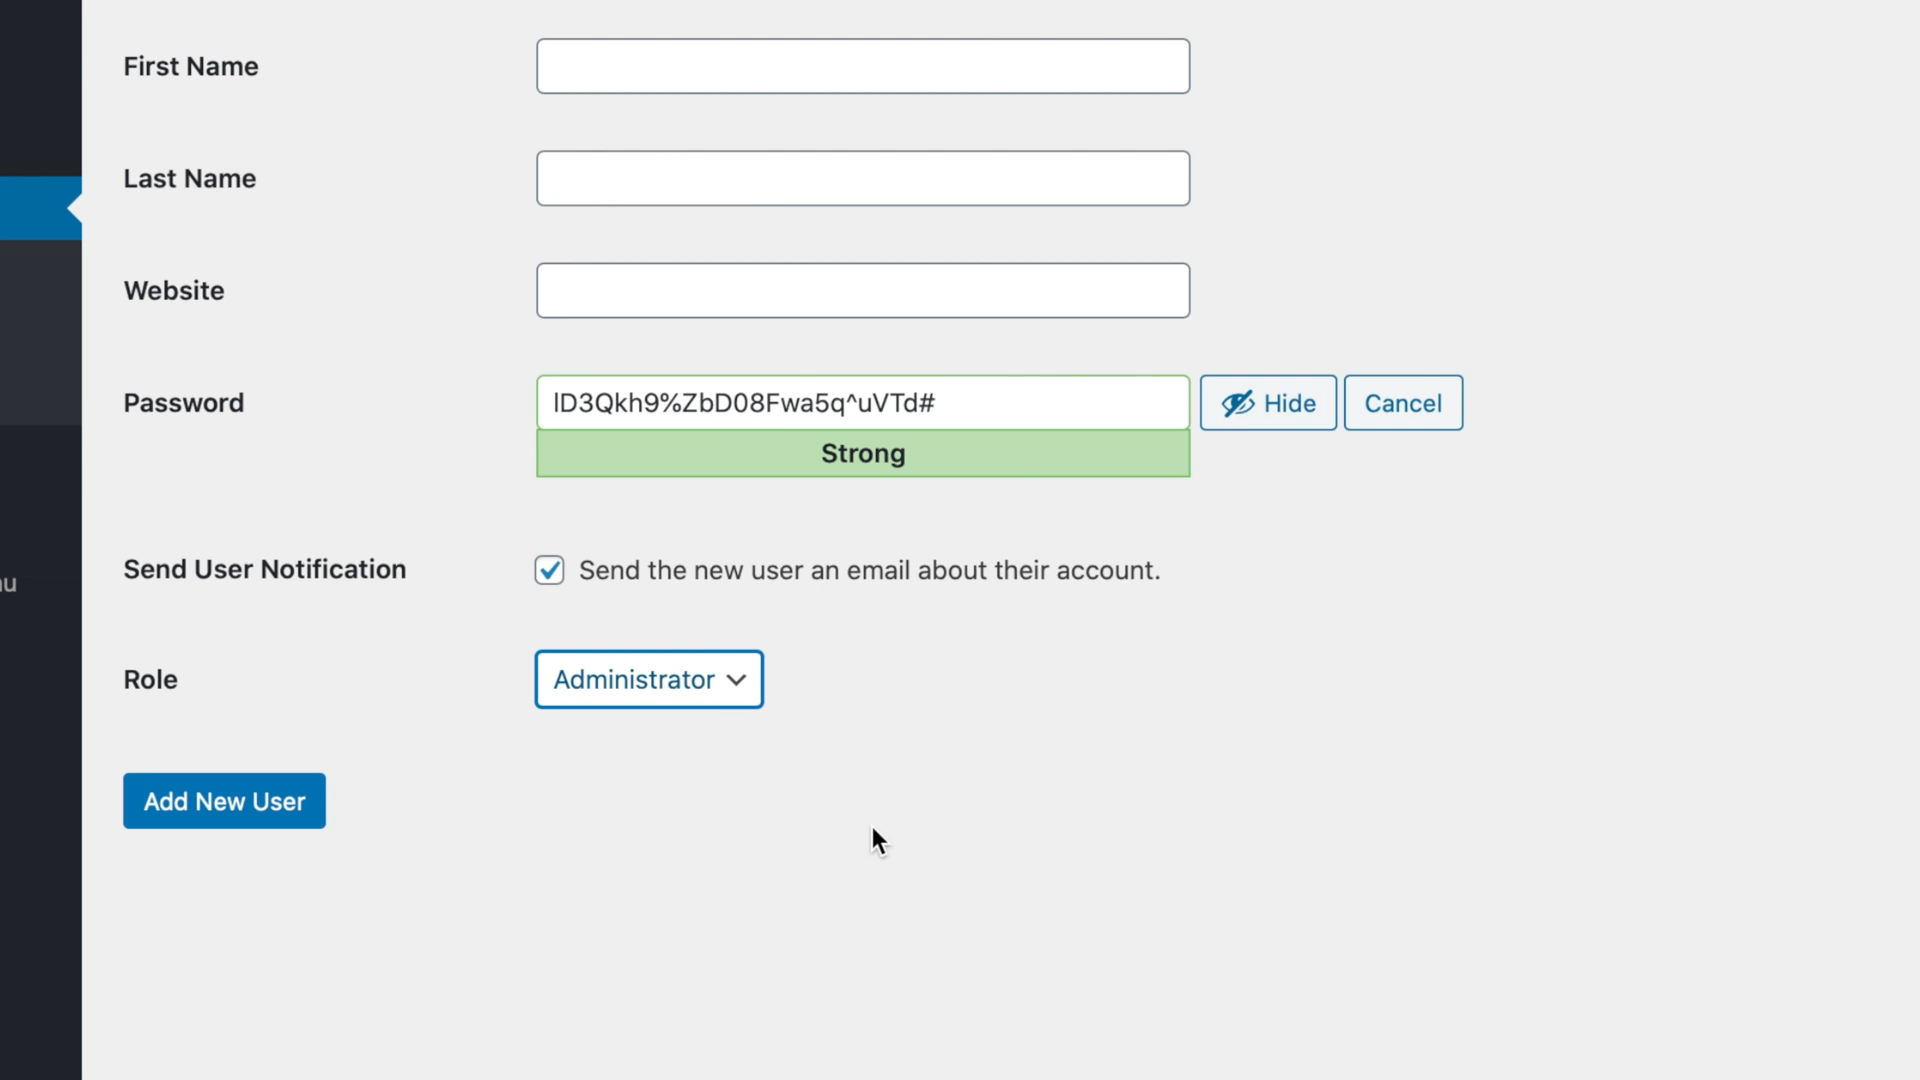 First Name
Last Name
Website
Password
lD3Qkh9%ZbD08Fwa5q^uVTd#
Hide
Cancel
Strong
Send User Notification
Send the new user an email about their account.
nu
Role
Administrator
Add New User